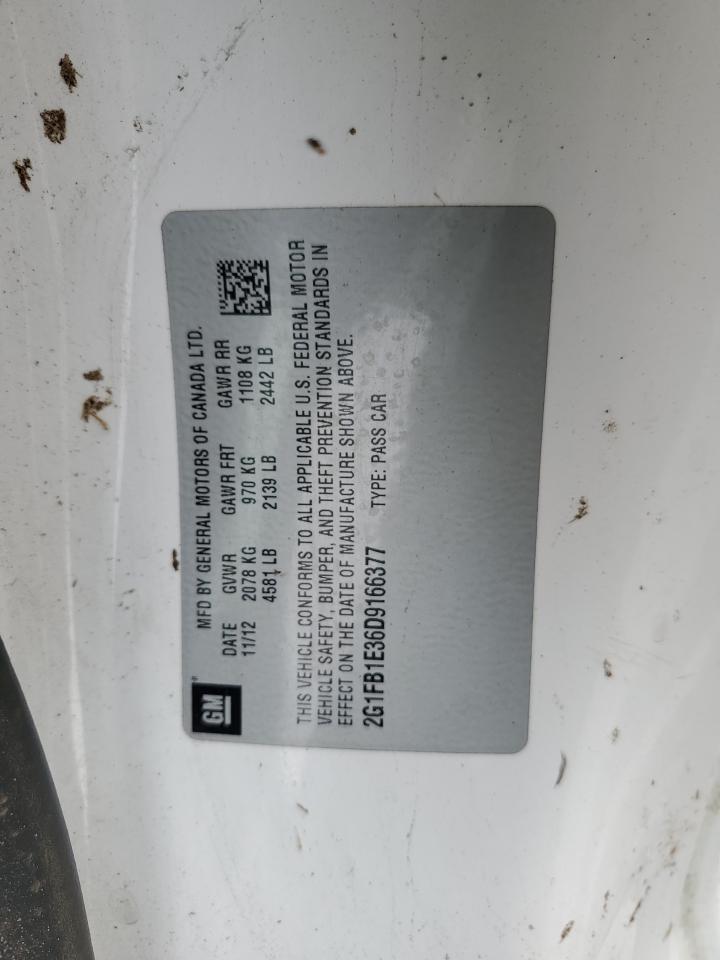 GM®
MFD BY GENERAL MOTORS OF CANADA LTD.
DATE GVWR GAWR FRT GAWR RR
11/12 2078 KG 970 KG 1108 KG
4581 LB 2139 LB 2442 LB
THIS VEHICLE CONFORMS TO ALL APPLICABLE U.S. FEDERAL MOTOR
VEHICLE SAFETY, BUMPER, AND THEFT PREVENTION STANDARDS IN
EFFECT ON THE DATE OF MANUFACTURE SHOWN ABOVE.
2G1FB1E36D9166377 TYPE: PASS CAR